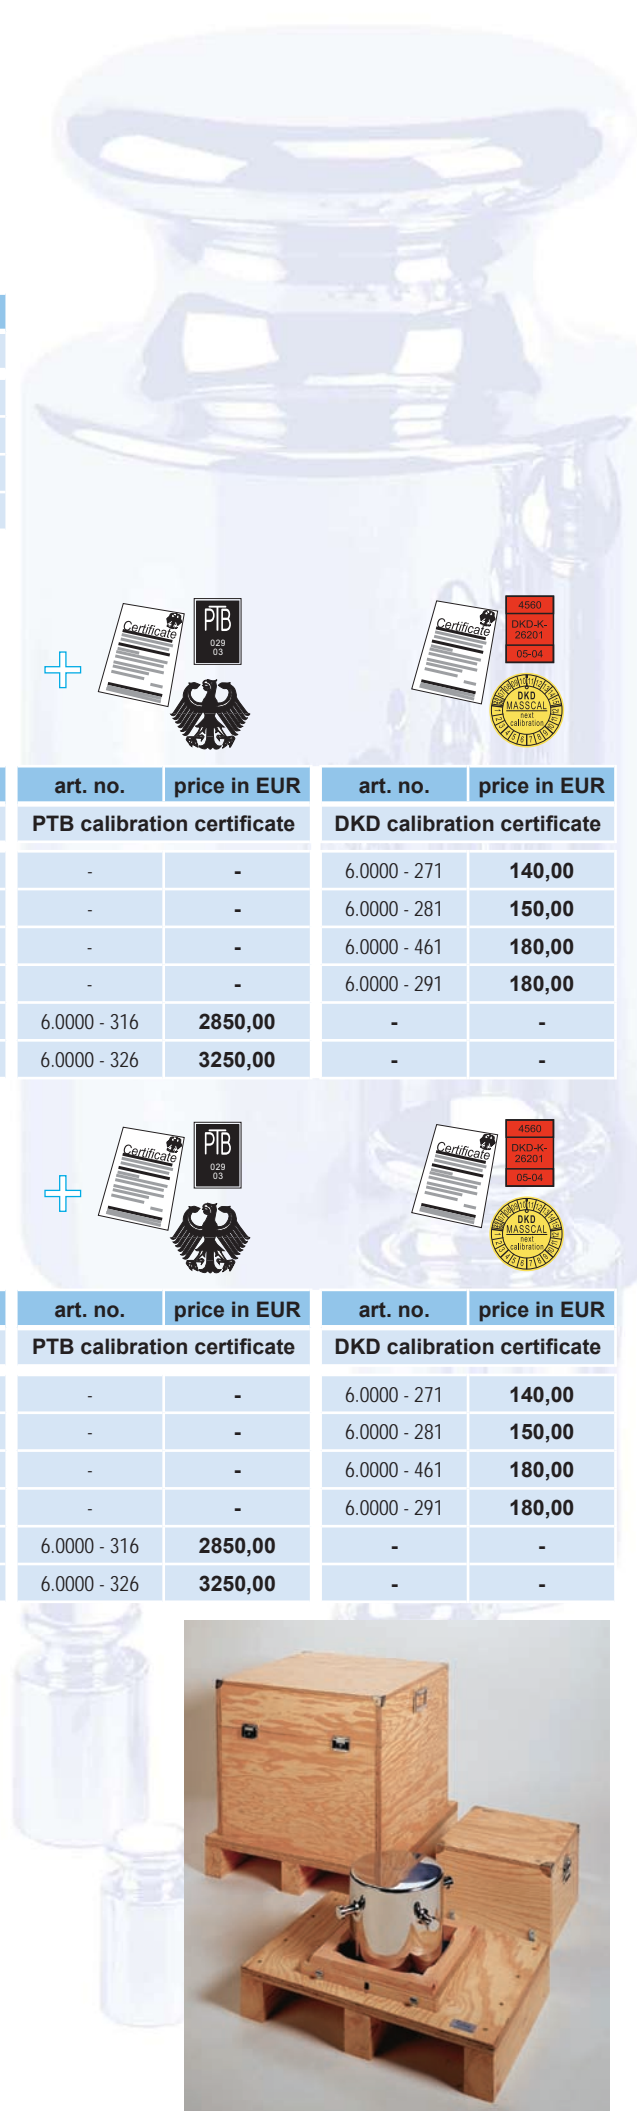 Certificate
PTB
029
03
Certificate
4560
DKD-K-
26201
05-04
DKD
MASSCAL
next
calibration
art. no. price in EUR art. no. price in EUR
PTB calibration certificate DKD calibration certificate
- - 6.0000 - 271 140,00
- - 6.0000 - 281 150,00
- - 6.0000 - 461 180,00
- - 6.0000 - 291 180,00
6.0000 - 316 2850,00 - -
6.0000 - 326 3250,00 - -
Certificate
PTB
029
03
Certificate
4560
DKD-K-
26201
05-04
DKD
MASSCAL
next
calibration
art. no. price in EUR art. no. price in EUR
PTB calibration certificate DKD calibration certificate
- - 6.0000 - 271 140,00
- - 6.0000 - 281 150,00
- - 6.0000 - 461 180,00
- - 6.0000 - 291 180,00
6.0000 - 316 2850,00 - -
6.0000 - 326 3250,00 - -